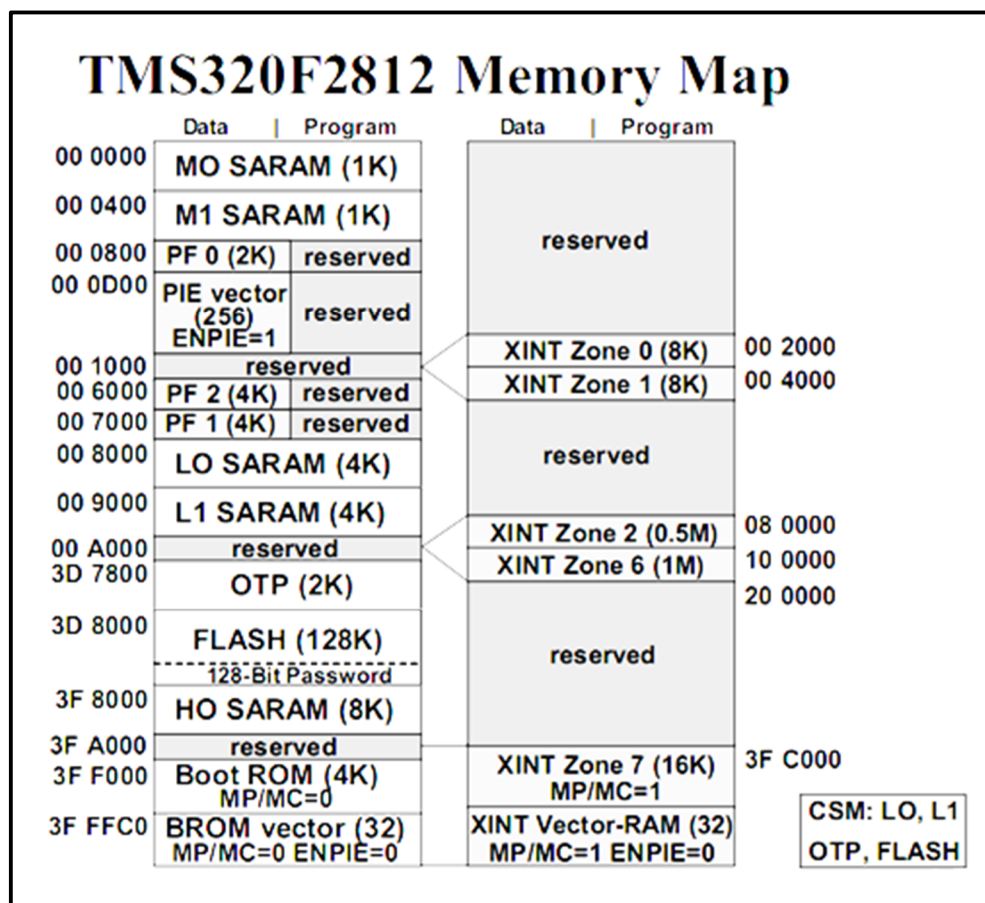 TMS320F2812 Memory Map
Data | Program
00 0000
MO SARAM (1K)
00 0400
M1 SARAM (1K)
00 0800
PF 0 (2K)
reserved
00 0D00
PIE vector
(256)
ENPIE=1
reserved
00 1000
reserved
00 6000
PF 2 (4K)
reserved
00 7000
PF 1 (4K)
reserved
00 8000
LO SARAM (4K)
00 9000
L1 SARAM (4K)
00 A000
reserved
3D 7800
OTP (2K)
3D 8000
FLASH (128K)
128-Bit Password
3F 8000
HO SARAM (8K)
3F A000
reserved
3F F000
Boot ROM (4K)
MP/MC=0
3F FFC0
BROM vector (32)
MP/MC=0 ENPIE=0
Data | Program
reserved
XINT Zone 0 (8K)
00 2000
XINT Zone 1 (8K)
00 4000
reserved
XINT Zone 2 (0.5M)
08 0000
XINT Zone 6 (1M)
10 0000
20 0000
reserved
XINT Zone 7 (16K)
MP/MC=1
3F C000
XINT Vector-RAM (32)
MP/MC=1 ENPIE=0
CSM: LO, L1
OTP, FLASH